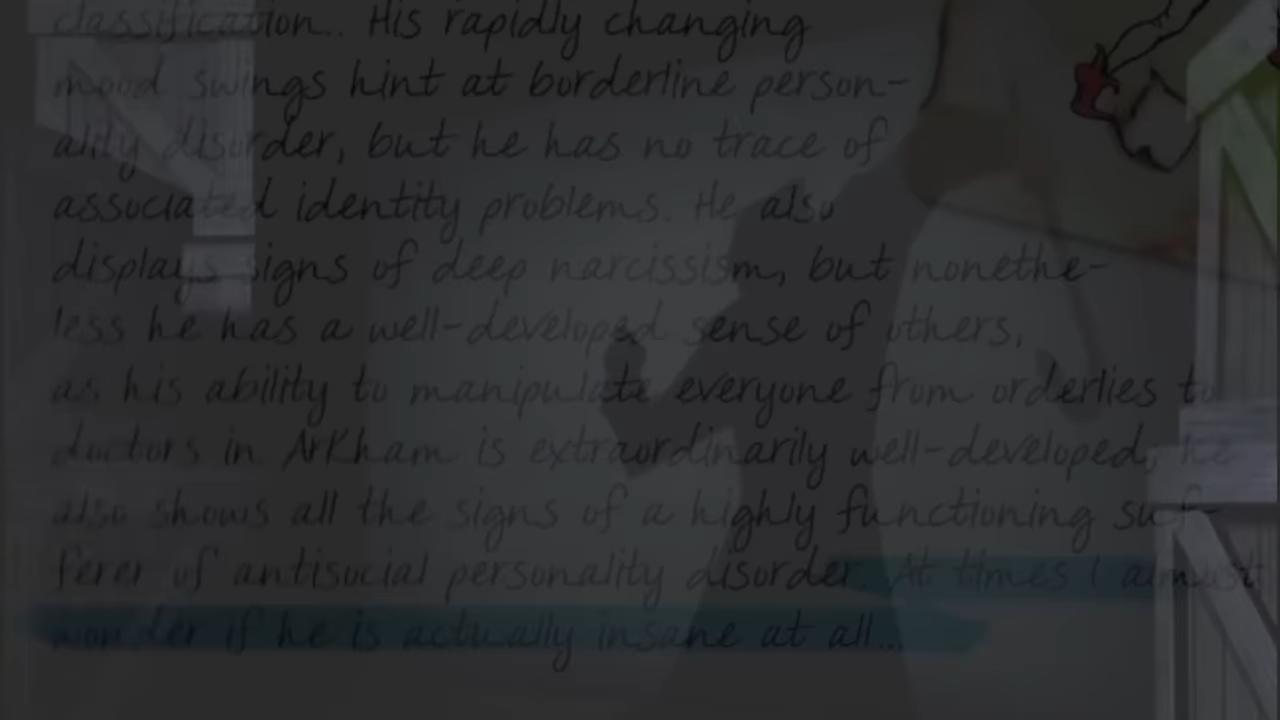 classification.. His rapidly changing
mood swings hint at borderline person-
ality disorder, but he has no trace of
associated identity problems. He also
displays signs of deep narcissism, but nonethe-
less he has a well-developed sense of others,
as his ability to manipulate everyone from orderlies to
doctors in Arkham is extraordinarily well-developed, he
also shows all the signs of a highly functioning suf-
ferer of antisocial personality disorder. At times I almost
wonder if he is actually insane at all...